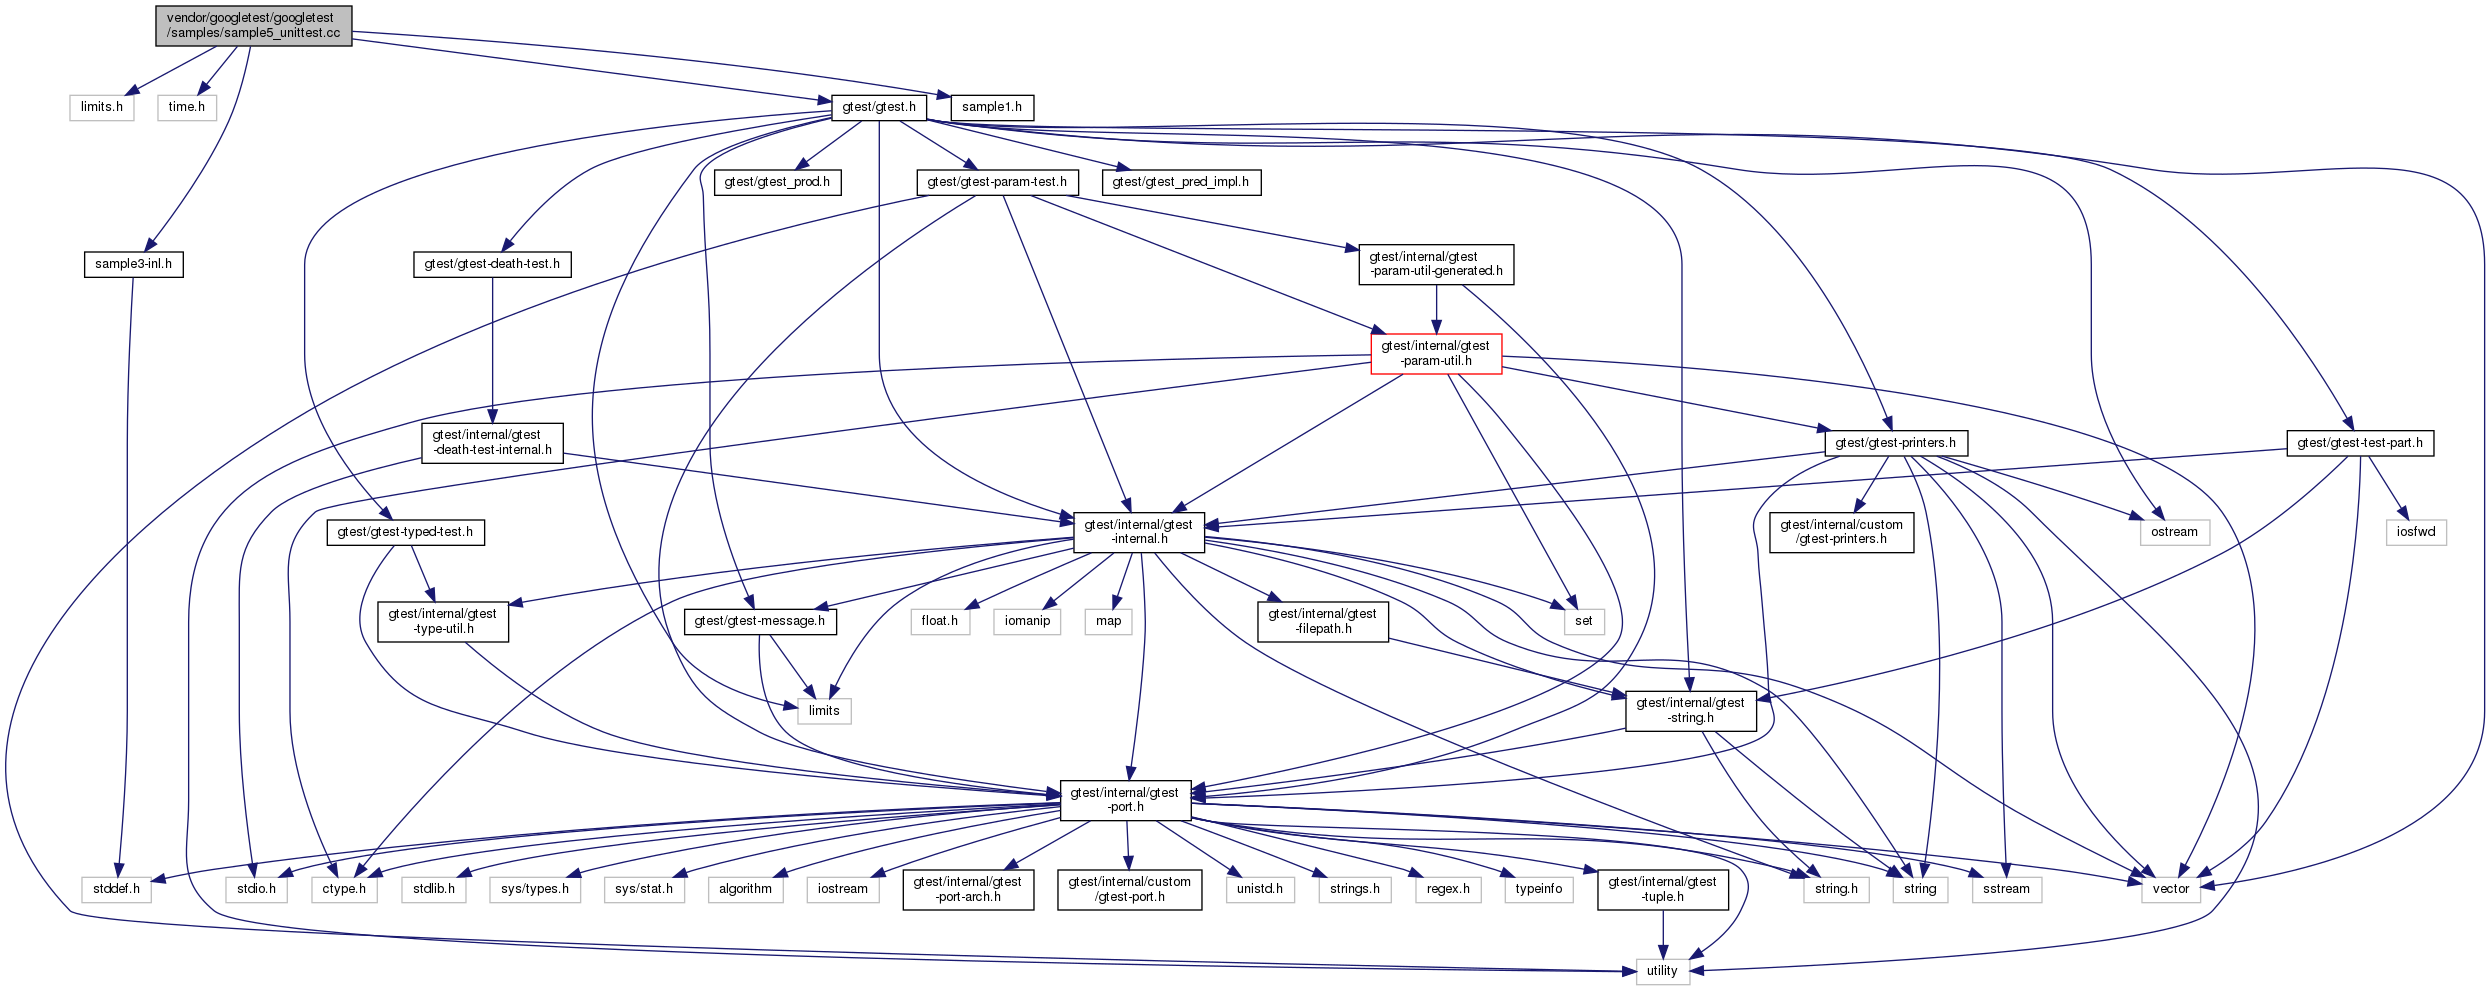 vendor/googletest/googletest
/samples/sample5_unittest.cc
limits.h
time.h
gtest/gtest.h
sample1.h
gtest/gtest_prod.h
gtest/gtest-param-test.h
gtest/gtest_pred_impl.h
sample3-inl.h
gtest/gtest-death-test.h
gtest/internal/gtest
-param-util-generated.h
gtest/internal/gtest
-param-util.h
gtest/internal/gtest
-death-test-internal.h
gtest/gtest-printers.h
gtest/gtest-test-part.h
gtest/gtest-typed-test.h
gtest/internal/gtest
-internal.h
gtest/internal/custom
/gtest-printers.h
ostream
iosfwd
gtest/internal/gtest
-type-util.h
gtest/gtest-message.h
float.h
iomanip
map
gtest/internal/gtest
-filepath.h
set
limits
gtest/internal/gtest
-string.h
gtest/internal/gtest
-port.h
stddef.h
stdio.h
ctype.h
stdlib.h
sys/types.h
sys/stat.h
algorithm
iostream
gtest/internal/gtest
-port-arch.h
gtest/internal/custom
/gtest-port.h
unistd.h
strings.h
regex.h
typeinfo
gtest/internal/gtest
-tuple.h
string.h
string
sstream
vector
utility